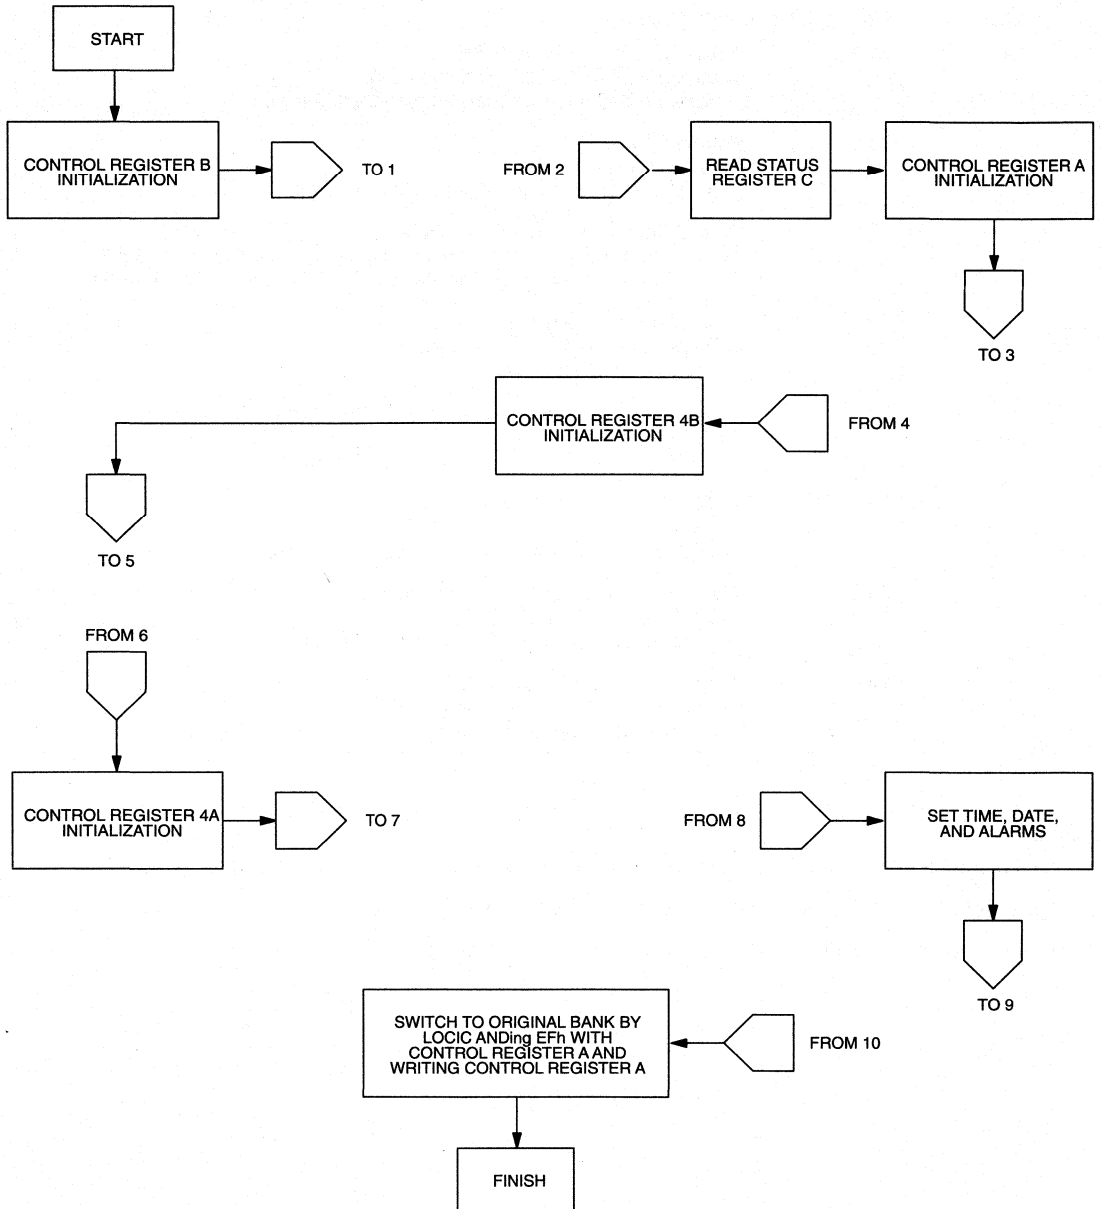 START
CONTROL REGISTER B
INITIALIZATION
TO 1
FROM 2
READ STATUS
REGISTER C
CONTROL REGISTER A
INITIALIZATION
TO 3
CONTROL REGISTER 4B
INITIALIZATION
FROM 4
TO 5
FROM 6
CONTROL REGISTER 4A
INITIALIZATION
TO 7
FROM 8
SET TIME, DATE,
AND ALARMS
TO 9
SWITCH TO ORIGINAL BANK BY
LOCIC ANDing EFh WITH
CONTROL REGISTER A AND
WRITING CONTROL REGISTER A
FROM 10
FINISH